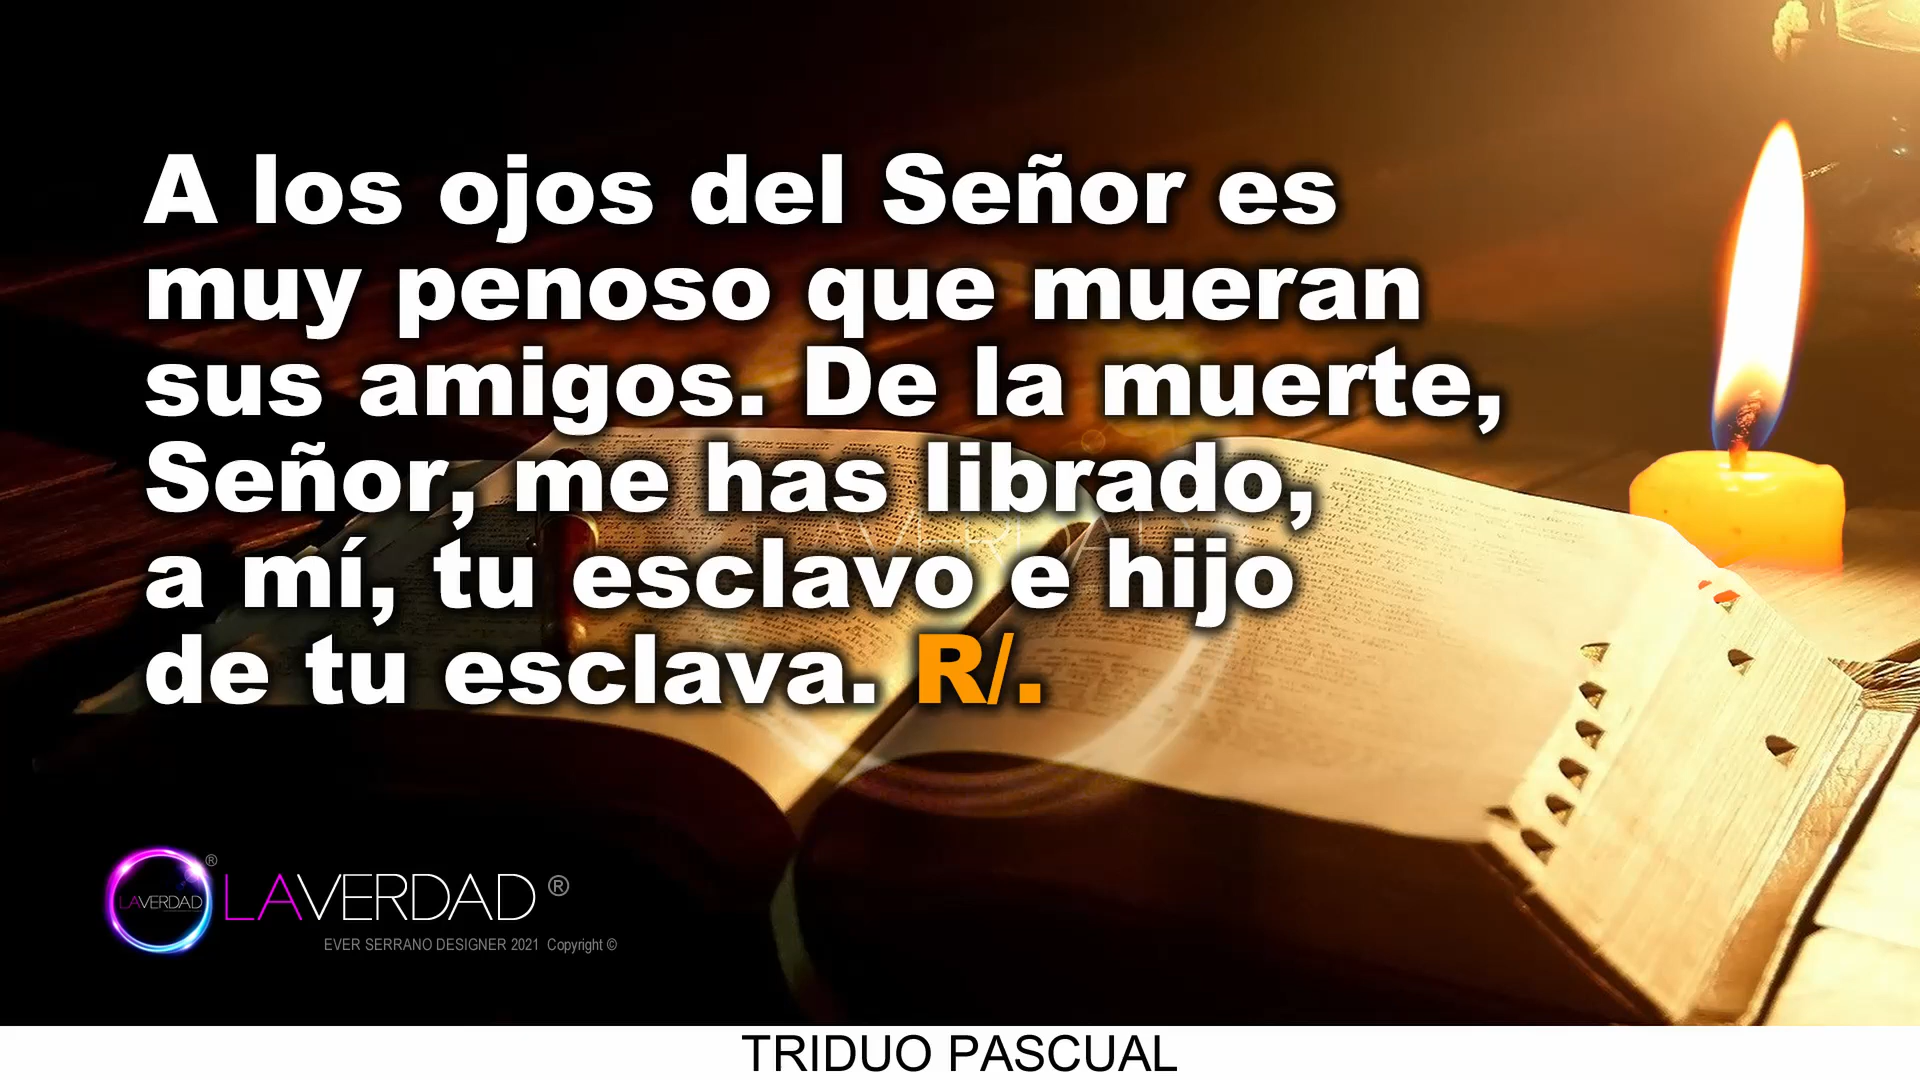 A los ojos del Señor es
muy penoso que mueran
sus amigos. De la muerte,
Señor, me has librado,
a mí, tu esclavo e hijo
de tu esclava. R/.
LAVERDAD ®
LAVERDAD®
EVER SERRANO DESIGNER 2021 Copyright ©
TRIDUO PASCUAL